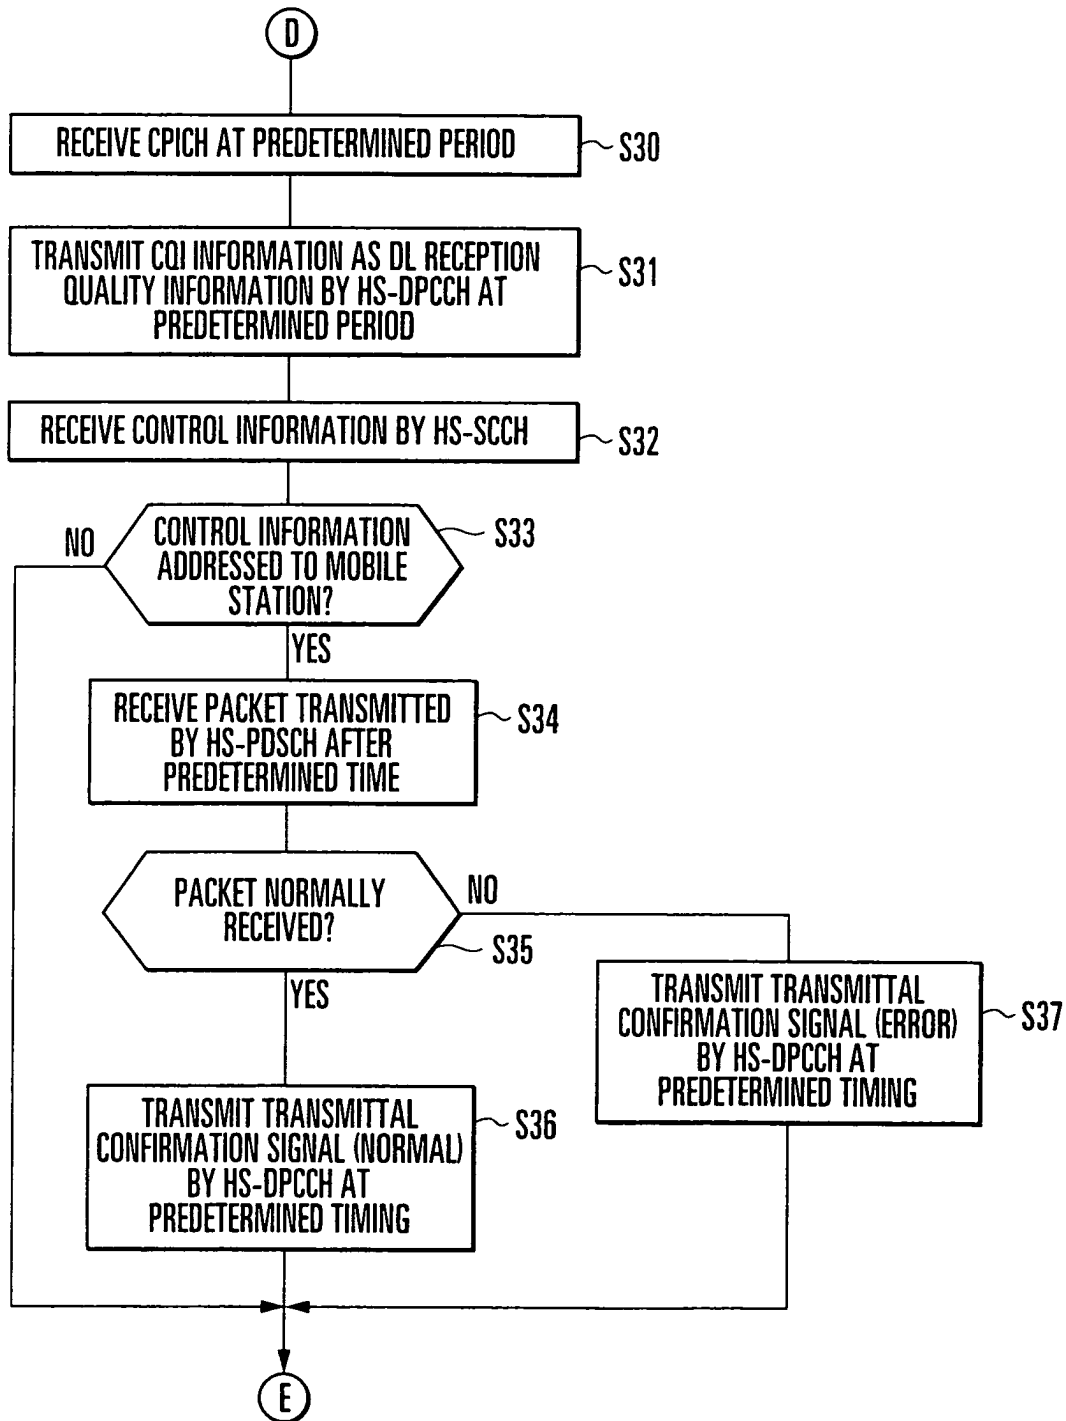 D
RECEIVE CPICH AT PREDETERMINED PERIOD
S30
TRANSMIT CQI INFORMATION AS DL RECEPTION
QUALITY INFORMATION BY HS-DPCCH AT
PREDETERMINED PERIOD
S31
RECEIVE CONTROL INFORMATION BY HS-SCCH
S32
CONTROL INFORMATION
ADDRESSED TO MOBILE
STATION?
S33
NO
YES
RECEIVE PACKET TRANSMITTED
BY HS-PDSCH AFTER
PREDETERMINED TIME
S34
PACKET NORMALLY
RECEIVED?
NO
S35
YES
TRANSMIT TRANSMITTAL
CONFIRMATION SIGNAL (ERROR)
BY HS-DPCCH AT
PREDETERMINED TIMING
S37
TRANSMIT TRANSMITTAL
CONFIRMATION SIGNAL (NORMAL)
BY HS-DPCCH AT
PREDETERMINED TIMING
S36
E